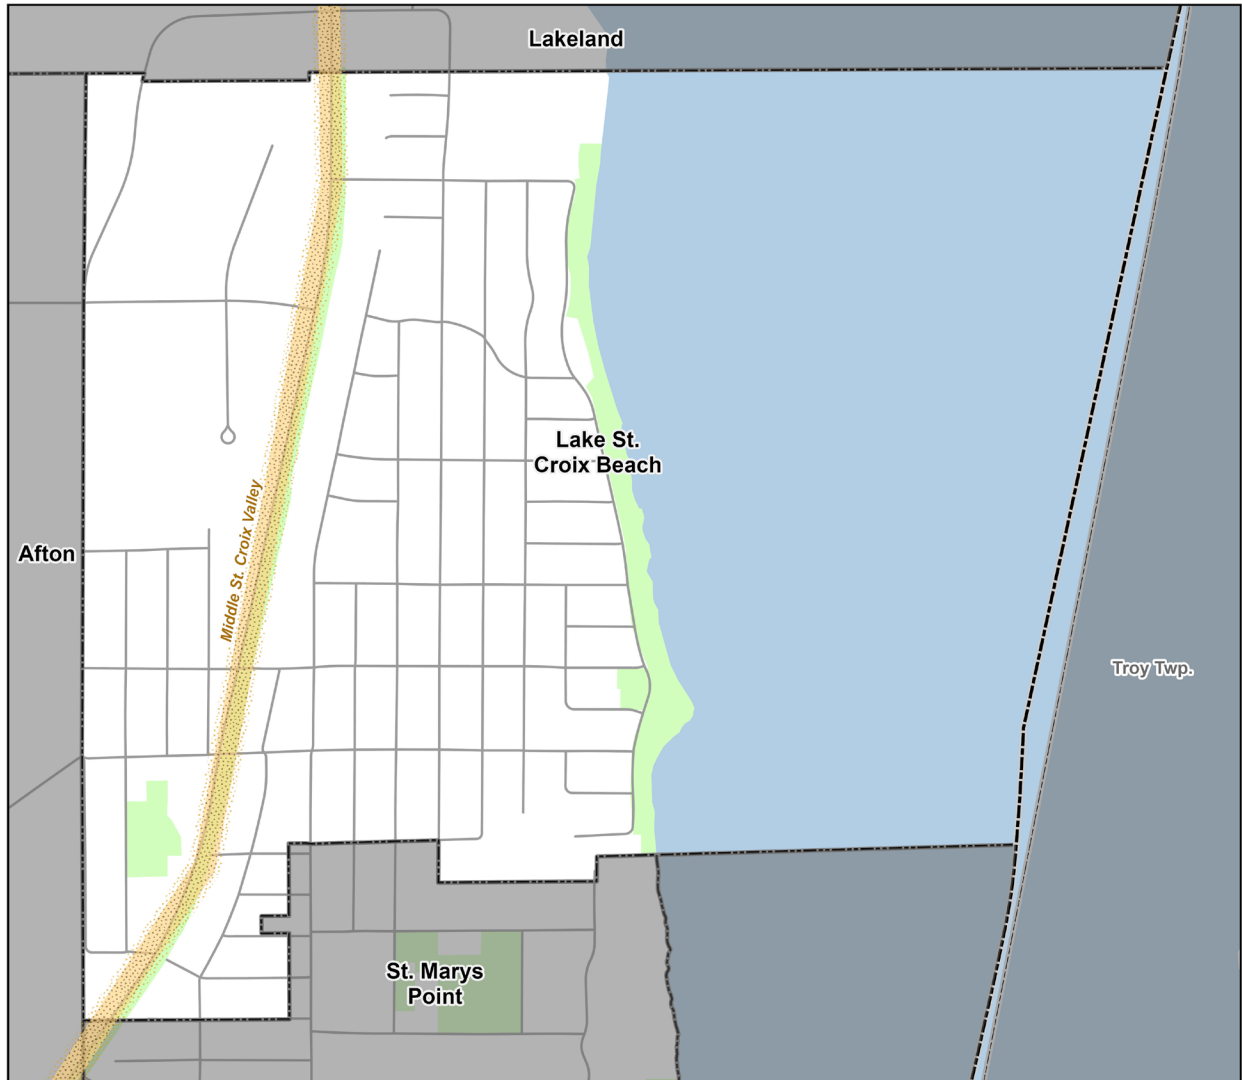 Lakeland
Lake St.
Croix Beach
Middle St. Croix Valley
Afton
Troy Twp.
St. Marys
Point